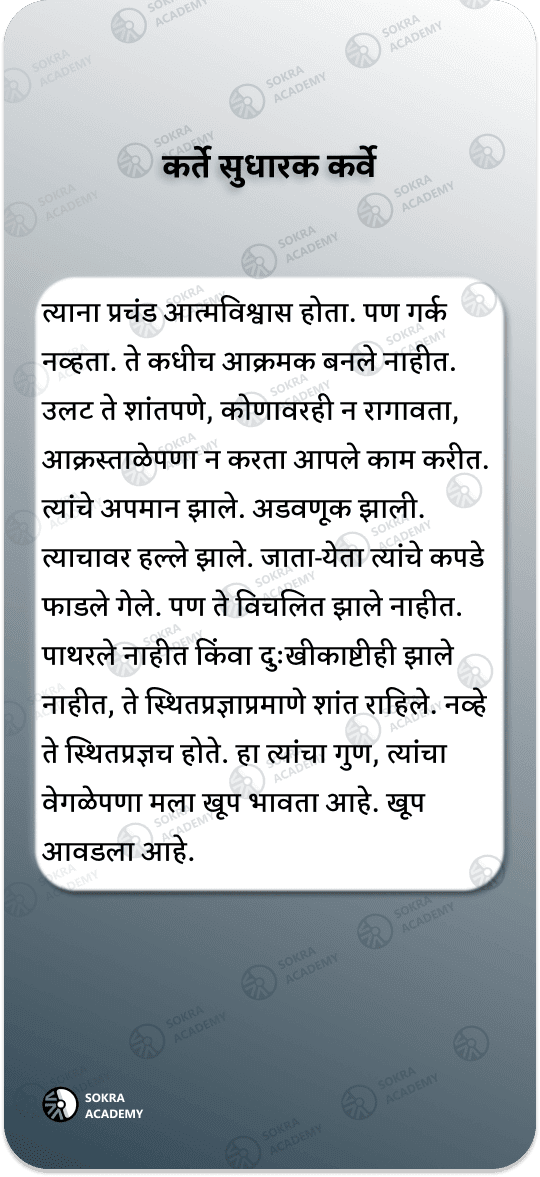 कर्ते सुधारक कर्वे
त्याना प्रचंड आत्मविश्वास होता. पण गर्क
नव्हता. ते कधीच आक्रमक बनले नाहीत.
उलट ते शांतपणे, कोणावरही न रागावता,
आक्रस्ताळेपणा न करता आपले काम करीत.
त्यांचे अपमान झाले. अडवणूक झाली.
त्याचावर हल्ले झाले. जाता-येता त्यांचे कपडे
फाडले गेले. पण ते विचलित झाले नाहीत.
पाथरले नाहीत किंवा दुःखीकाष्टीही झाले
नाहीत, ते स्थितप्रज्ञाप्रमाणे शांत राहिले. नव्हे
ते स्थितप्रज्ञच होते. हा त्यांचा गुण, त्यांचा
वेगळेपणा मला खूप भावता आहे. खूप
आवडला आहे.
SOKRA
ACADEMY